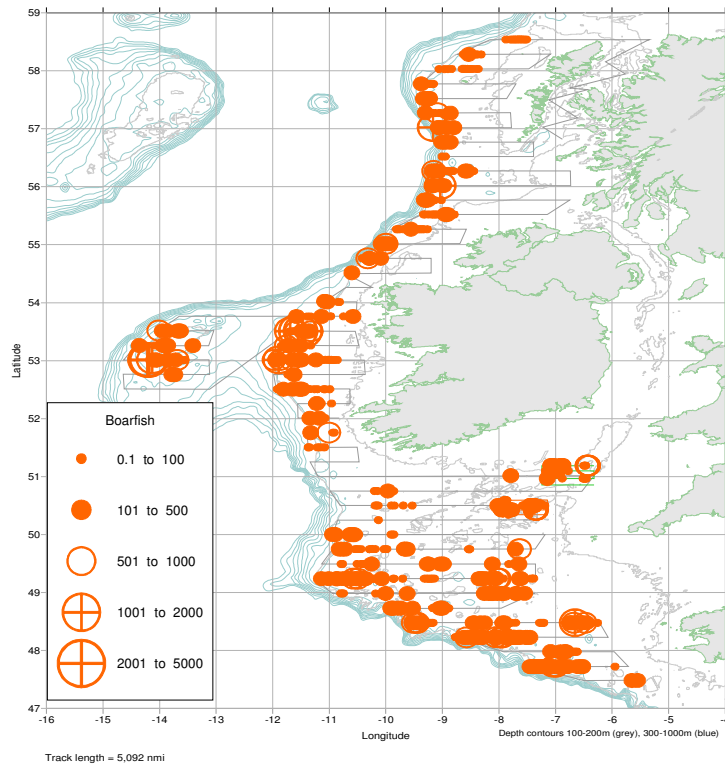 59
58
57
56
55
54
53
52
51
50
49
48
47
Latitude
Boarfish
0.1 to 100
101 to 500
501 to 1000
1001 to 2000
2001 to 5000
-16 -15 -14 -13 -12 -11 -10 -9 -8 -7 -6 -5 -4
Longitude
Depth contours 100-200m (grey), 300-1000m (blue)
Track length = 5,092 nmi